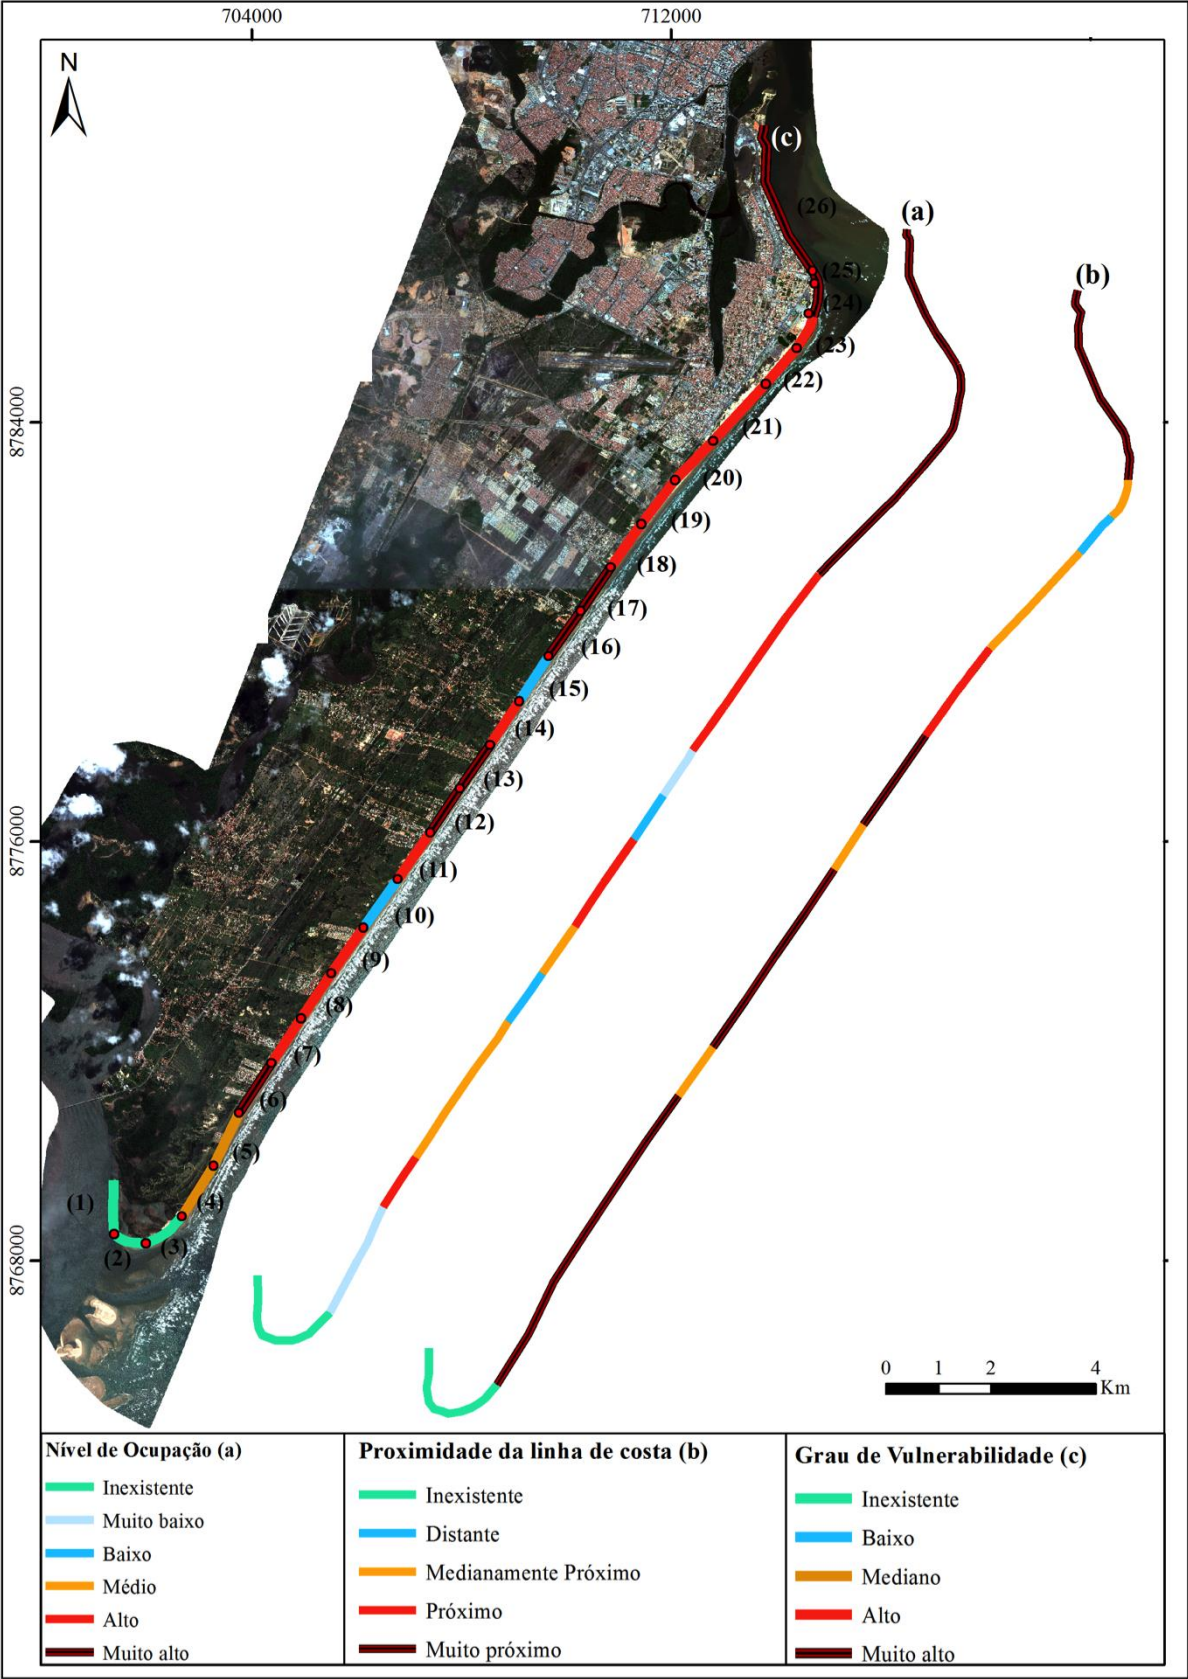 704000
712000
N
(c)
(26)
(a)
(25)
(b)
(24)
(23)
(22)
8784000
(21)
(20)
(19)
(18)
(17)
(16)
(15)
(14)
(13)
(12)
8776000
(11)
(10)
(9)
(8)
(7)
(6)
(5)
(4)
(1)
(3)
(2)
8768000
0 1 2 4
Km
Nível de Ocupação (a)
Inexistente
Muito baixo
Baixo
Médio
Alto
Muito alto
Proximidade da linha de costa (b)
Inexistente
Distante
Medianamente Próximo
Próximo
Muito próximo
Grau de Vulnerabilidade (c)
Inexistente
Baixo
Mediano
Alto
Muito alto